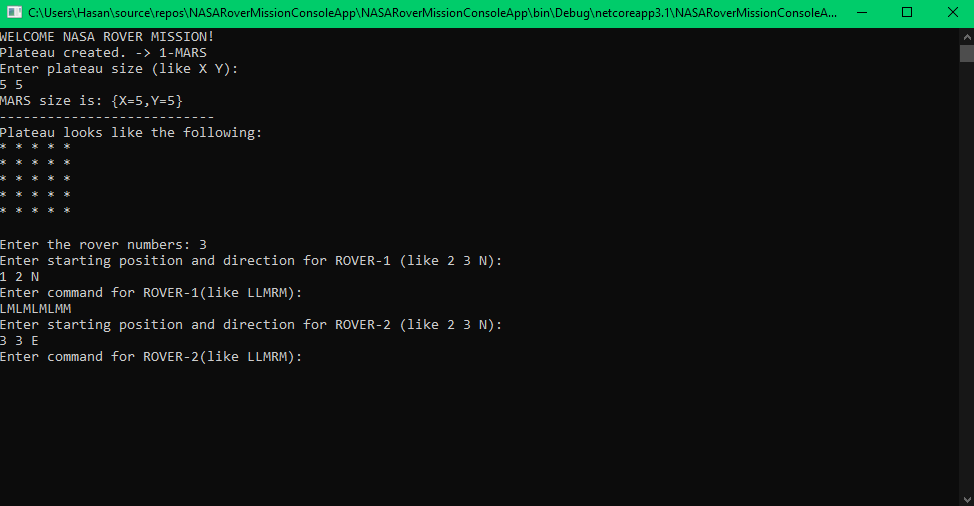 C:\Users\Hasan\source\repos\NASARoverMissionConsoleApp\NASARoverMissionConsoleApp\bin\Debug\netcoreapp3.1\NASARoverMissionConsoleA...
WELCOME NASA ROVER MISSION!
Plateau created. -> 1-MARS
Enter plateau size (like X Y):
5 5
MARS size is: {X=5,Y=5}
---------------------------
Plateau looks like the following:
* * * * *
* * * * *
* * * * *
* * * * *
* * * * *
Enter the rover numbers: 3
Enter starting position and direction for ROVER-1 (like 2 3 N):
1 2 N
Enter command for ROVER-1(like LLMRM):
LMLMLMLMM
Enter starting position and direction for ROVER-2 (like 2 3 N):
3 3 E
Enter command for ROVER-2(like LLMRM):